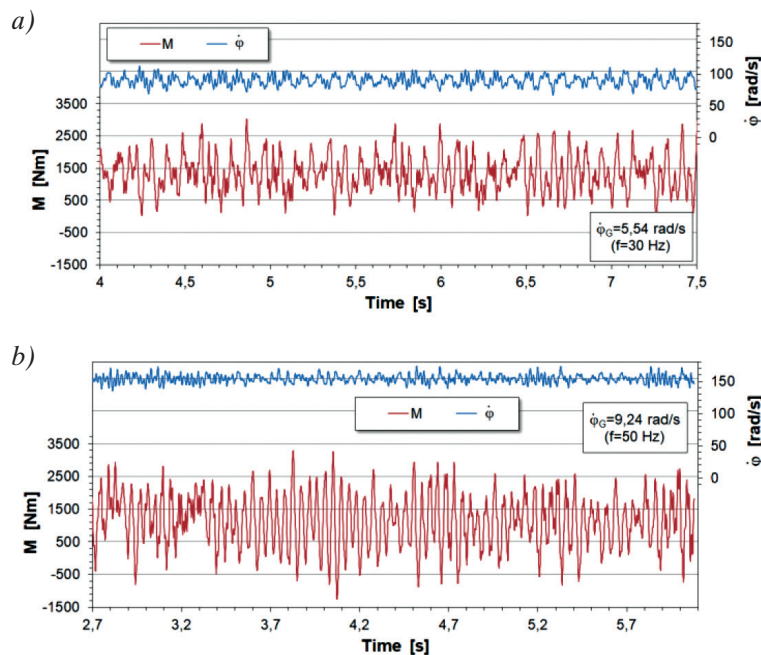 a)
M φ̇
150
100
50
0
φ̇ [rad/s]
3500
2500
1500
500
-500
-1500
M [Nm]
φ̇G=5,54 rad/s
(f=30 Hz)
4 4,5 5 5,5 6 6,5 7 7,5
Time [s]
b)
M φ̇
150
100
50
0
φ̇ [rad/s]
φ̇G=9,24 rad/s
(f=50 Hz)
3500
2500
1500
500
-500
-1500
M [Nm]
2,7 3,2 3,7 4,2 4,7 5,2 5,7
Time [s]